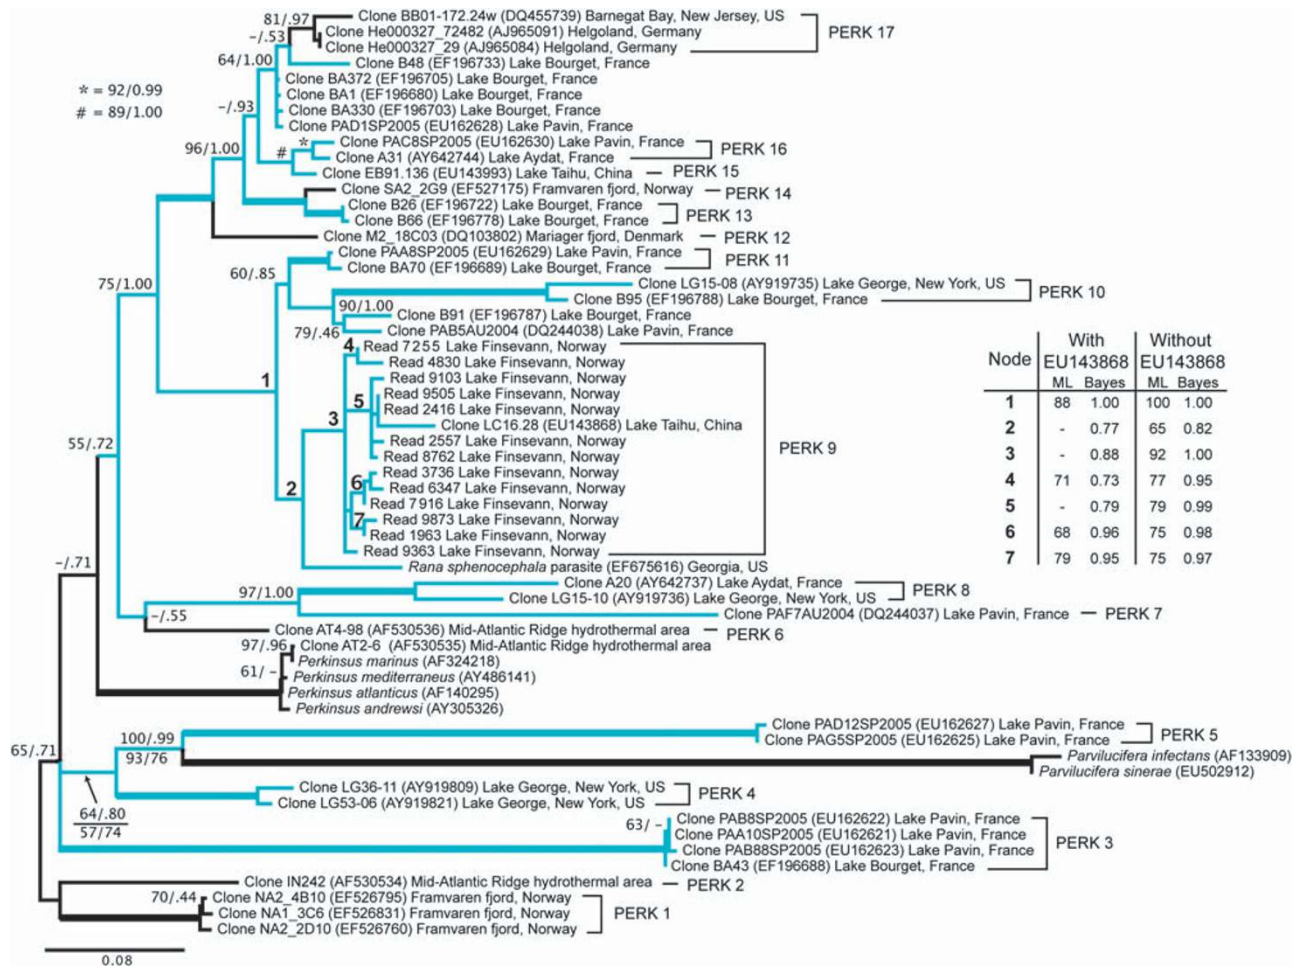 81/.97
Clone BB01-172.24w (DQ455739) Barnegat Bay, New Jersey, US
Clone He000327_72482 (AJ965091) Helgoland, Germany
PERK 17
-/.53
Clone He000327_29 (AJ965084) Helgoland, Germany
64/1.00
Clone B48 (EF196733) Lake Bourget, France
Clone BA372 (EF196705) Lake Bourget, France
* = 92/0.99
Clone BA1 (EF196680) Lake Bourget, France
# = 89/1.00
-/.93
Clone BA330 (EF196703) Lake Bourget, France
Clone PAD1SP2005 (EU162628) Lake Pavin, France
*
Clone PAC8SP2005 (EU162630) Lake Pavin, France
PERK 16
96/1.00
#
Clone A31 (AY642744) Lake Aydat, France
Clone EB91.136 (EU143993) Lake Taihu, China
PERK 15
Clone SA2_2G9 (EF527175) Framvaren fjord, Norway
PERK 14
Clone B26 (EF196722) Lake Bourget, France
PERK 13
Clone B66 (EF196778) Lake Bourget, France
Clone M2_18C03 (DQ103802) Mariager fjord, Denmark
PERK 12
Clone PAA8SP2005 (EU162629) Lake Pavin, France
PERK 11
60/.85
Clone BA70 (EF196689) Lake Bourget, France
75/1.00
Clone LG15-08 (AY919735) Lake George, New York, US
PERK 10
Clone B95 (EF196788) Lake Bourget, France
90/1.00
Clone B91 (EF196787) Lake Bourget, France
79/.46
Clone PAB5AU2004 (DQ244038) Lake Pavin, France
4
Read 7255 Lake Finsevann, Norway
Read 4830 Lake Finsevann, Norway
1
Read 9103 Lake Finsevann, Norway
5
Read 9505 Lake Finsevann, Norway
Read 2416 Lake Finsevann, Norway
3
Clone LC16.28 (EU143868) Lake Taihu, China
Read 2557 Lake Finsevann, Norway
PERK 9
55/.72
Read 8762 Lake Finsevann, Norway
Read 3736 Lake Finsevann, Norway
2
6
Read 6347 Lake Finsevann, Norway
Read 7916 Lake Finsevann, Norway
7
Read 9873 Lake Finsevann, Norway
Read 1963 Lake Finsevann, Norway
Read 9363 Lake Finsevann, Norway
-/.71
Rana sphenocephala parasite (EF675616) Georgia, US
Clone A20 (AY642737) Lake Aydat, France
PERK 8
97/1.00
Clone LG15-10 (AY919736) Lake George, New York, US
-/.55
Clone PAF7AU2004 (DQ244037) Lake Pavin, France
PERK 7
Clone AT4-98 (AF530536) Mid-Atlantic Ridge hydrothermal area
PERK 6
97/.96
Clone AT2-6 (AF530535) Mid-Atlantic Ridge hydrothermal area
Perkinsus marinus (AF324218)
61/ -
Perkinsus mediterraneus (AY486141)
Perkinsus atlanticus (AF140295)
Perkinsus andrewsi (AY305326)
Clone PAD12SP2005 (EU162627) Lake Pavin, France
PERK 5
100/.99
Clone PAG5SP2005 (EU162625) Lake Pavin, France
65/.71
93/76
Parvilucifera infectans (AF133909)
Parvilucifera sinerae (EU502912)
Clone LG36-11 (AY919809) Lake George, New York, US
PERK 4
Clone LG53-06 (AY919821) Lake George, New York, US
64/.80
57/74
63/ -
Clone PAB8SP2005 (EU162622) Lake Pavin, France
Clone PAA10SP2005 (EU162621) Lake Pavin, France
PERK 3
Clone PAB88SP2005 (EU162623) Lake Pavin, France
Clone BA43 (EF196688) Lake Bourget, France
Clone IN242 (AF530534) Mid-Atlantic Ridge hydrothermal area
PERK 2
70/.44
Clone NA2_4B10 (EF526795) Framvaren fjord, Norway
Clone NA1_3C6 (EF526831) Framvaren fjord, Norway
PERK 1
Clone NA2_2D10 (EF526760) Framvaren fjord, Norway
0.08
With Without
Node EU143868 EU143868
ML Bayes ML Bayes
1 88 1.00 100 1.00
2 - 0.77 65 0.82
3 - 0.88 92 1.00
4 71 0.73 77 0.95
5 - 0.79 79 0.99
6 68 0.96 75 0.98
7 79 0.95 75 0.97